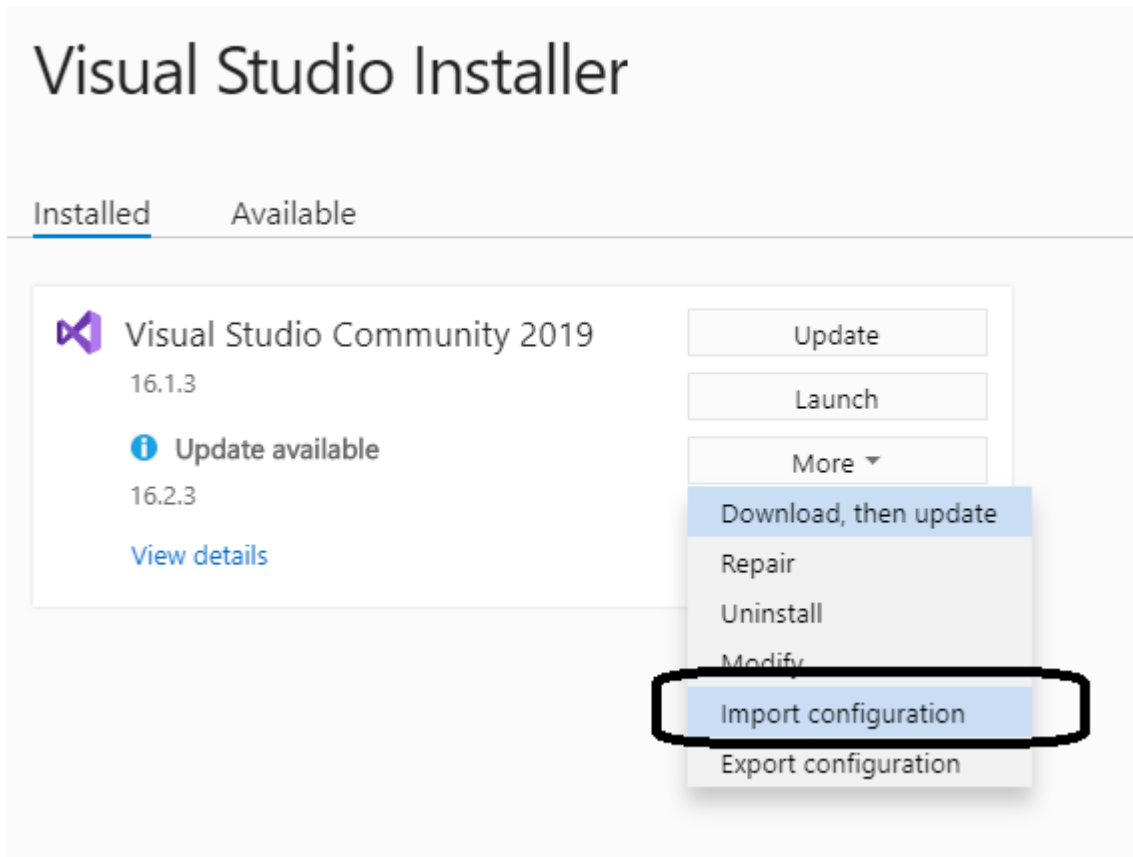 Visual Studio Installer
Installed Available
Visual Studio Community 2019
Update
16.1.3
Launch
Update available
More
16.2.3
Download, then update
View details
Repair
Uninstall
Modify
Import configuration
Export configuration